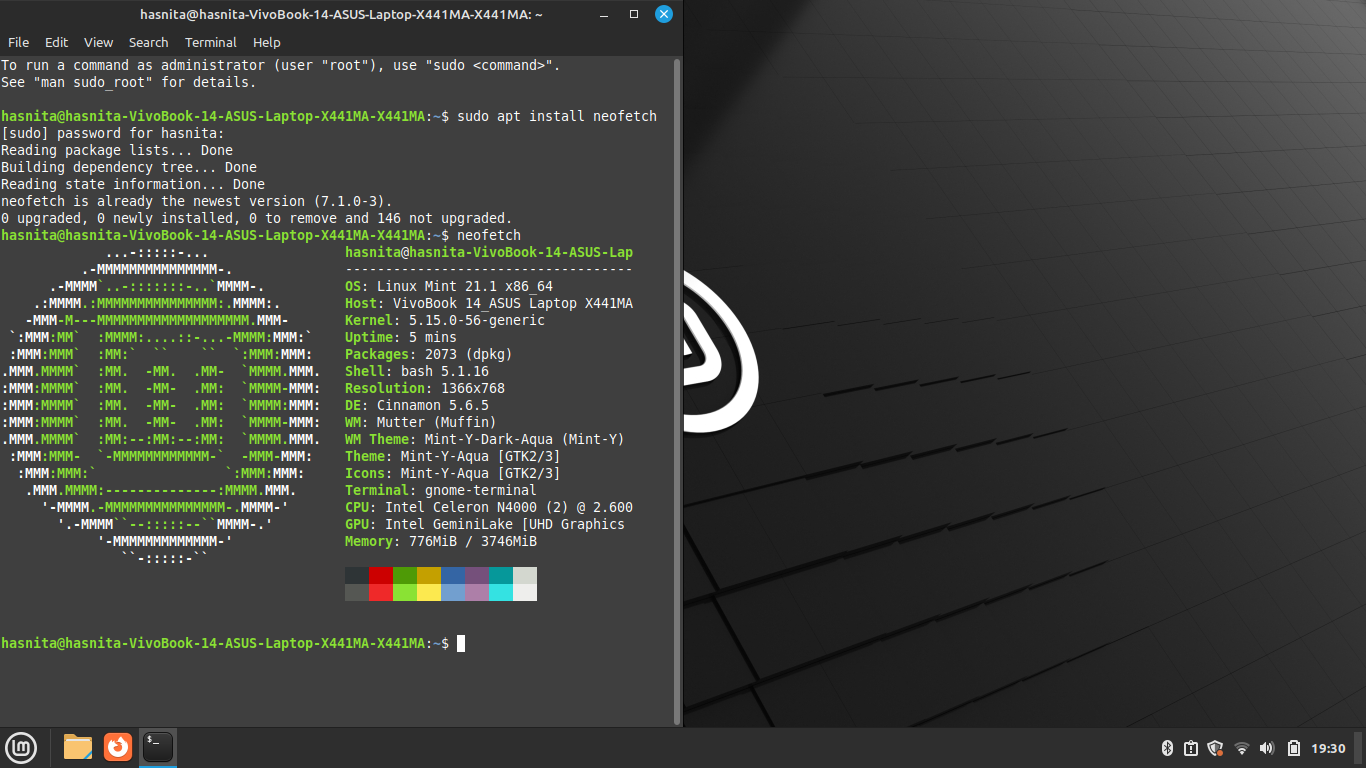 hasnita@hasnita-VivoBook-14-ASUS-Laptop-X441MA-X441MA: ~
File Edit View Search Terminal Help
To run a command as administrator (user "root"), use "sudo <command>".
See "man sudo_root" for details.
hasnita@hasnita-VivoBook-14-ASUS-Laptop-X441MA-X441MA:~$ sudo apt install neofetch
[sudo] password for hasnita:
Reading package lists... Done
Building dependency tree... Done
Reading state information... Done
neofetch is already the newest version (7.1.0-3).
0 upgraded, 0 newly installed, 0 to remove and 146 not upgraded.
hasnita@hasnita-VivoBook-14-ASUS-Laptop-X441MA-X441MA:~$ neofetch
hasnita@hasnita-VivoBook-14-ASUS-Lap
-----------------------------------
OS: Linux Mint 21.1 x86_64
Host: VivoBook 14_ASUS Laptop X441MA
Kernel: 5.15.0-56-generic
Uptime: 5 mins
Packages: 2073 (dpkg)
Shell: bash 5.1.16
Resolution: 1366x768
DE: Cinnamon 5.6.5
WM: Mutter (Muffin)
WM Theme: Mint-Y-Dark-Aqua (Mint-Y)
Theme: Mint-Y-Aqua [GTK2/3]
Icons: Mint-Y-Aqua [GTK2/3]
Terminal: gnome-terminal
CPU: Intel Celeron N4000 (2) @ 2.600
GPU: Intel GeminiLake [UHD Graphics
Memory: 776MiB / 3746MiB
hasnita@hasnita-VivoBook-14-ASUS-Laptop-X441MA-X441MA:~$
19:30